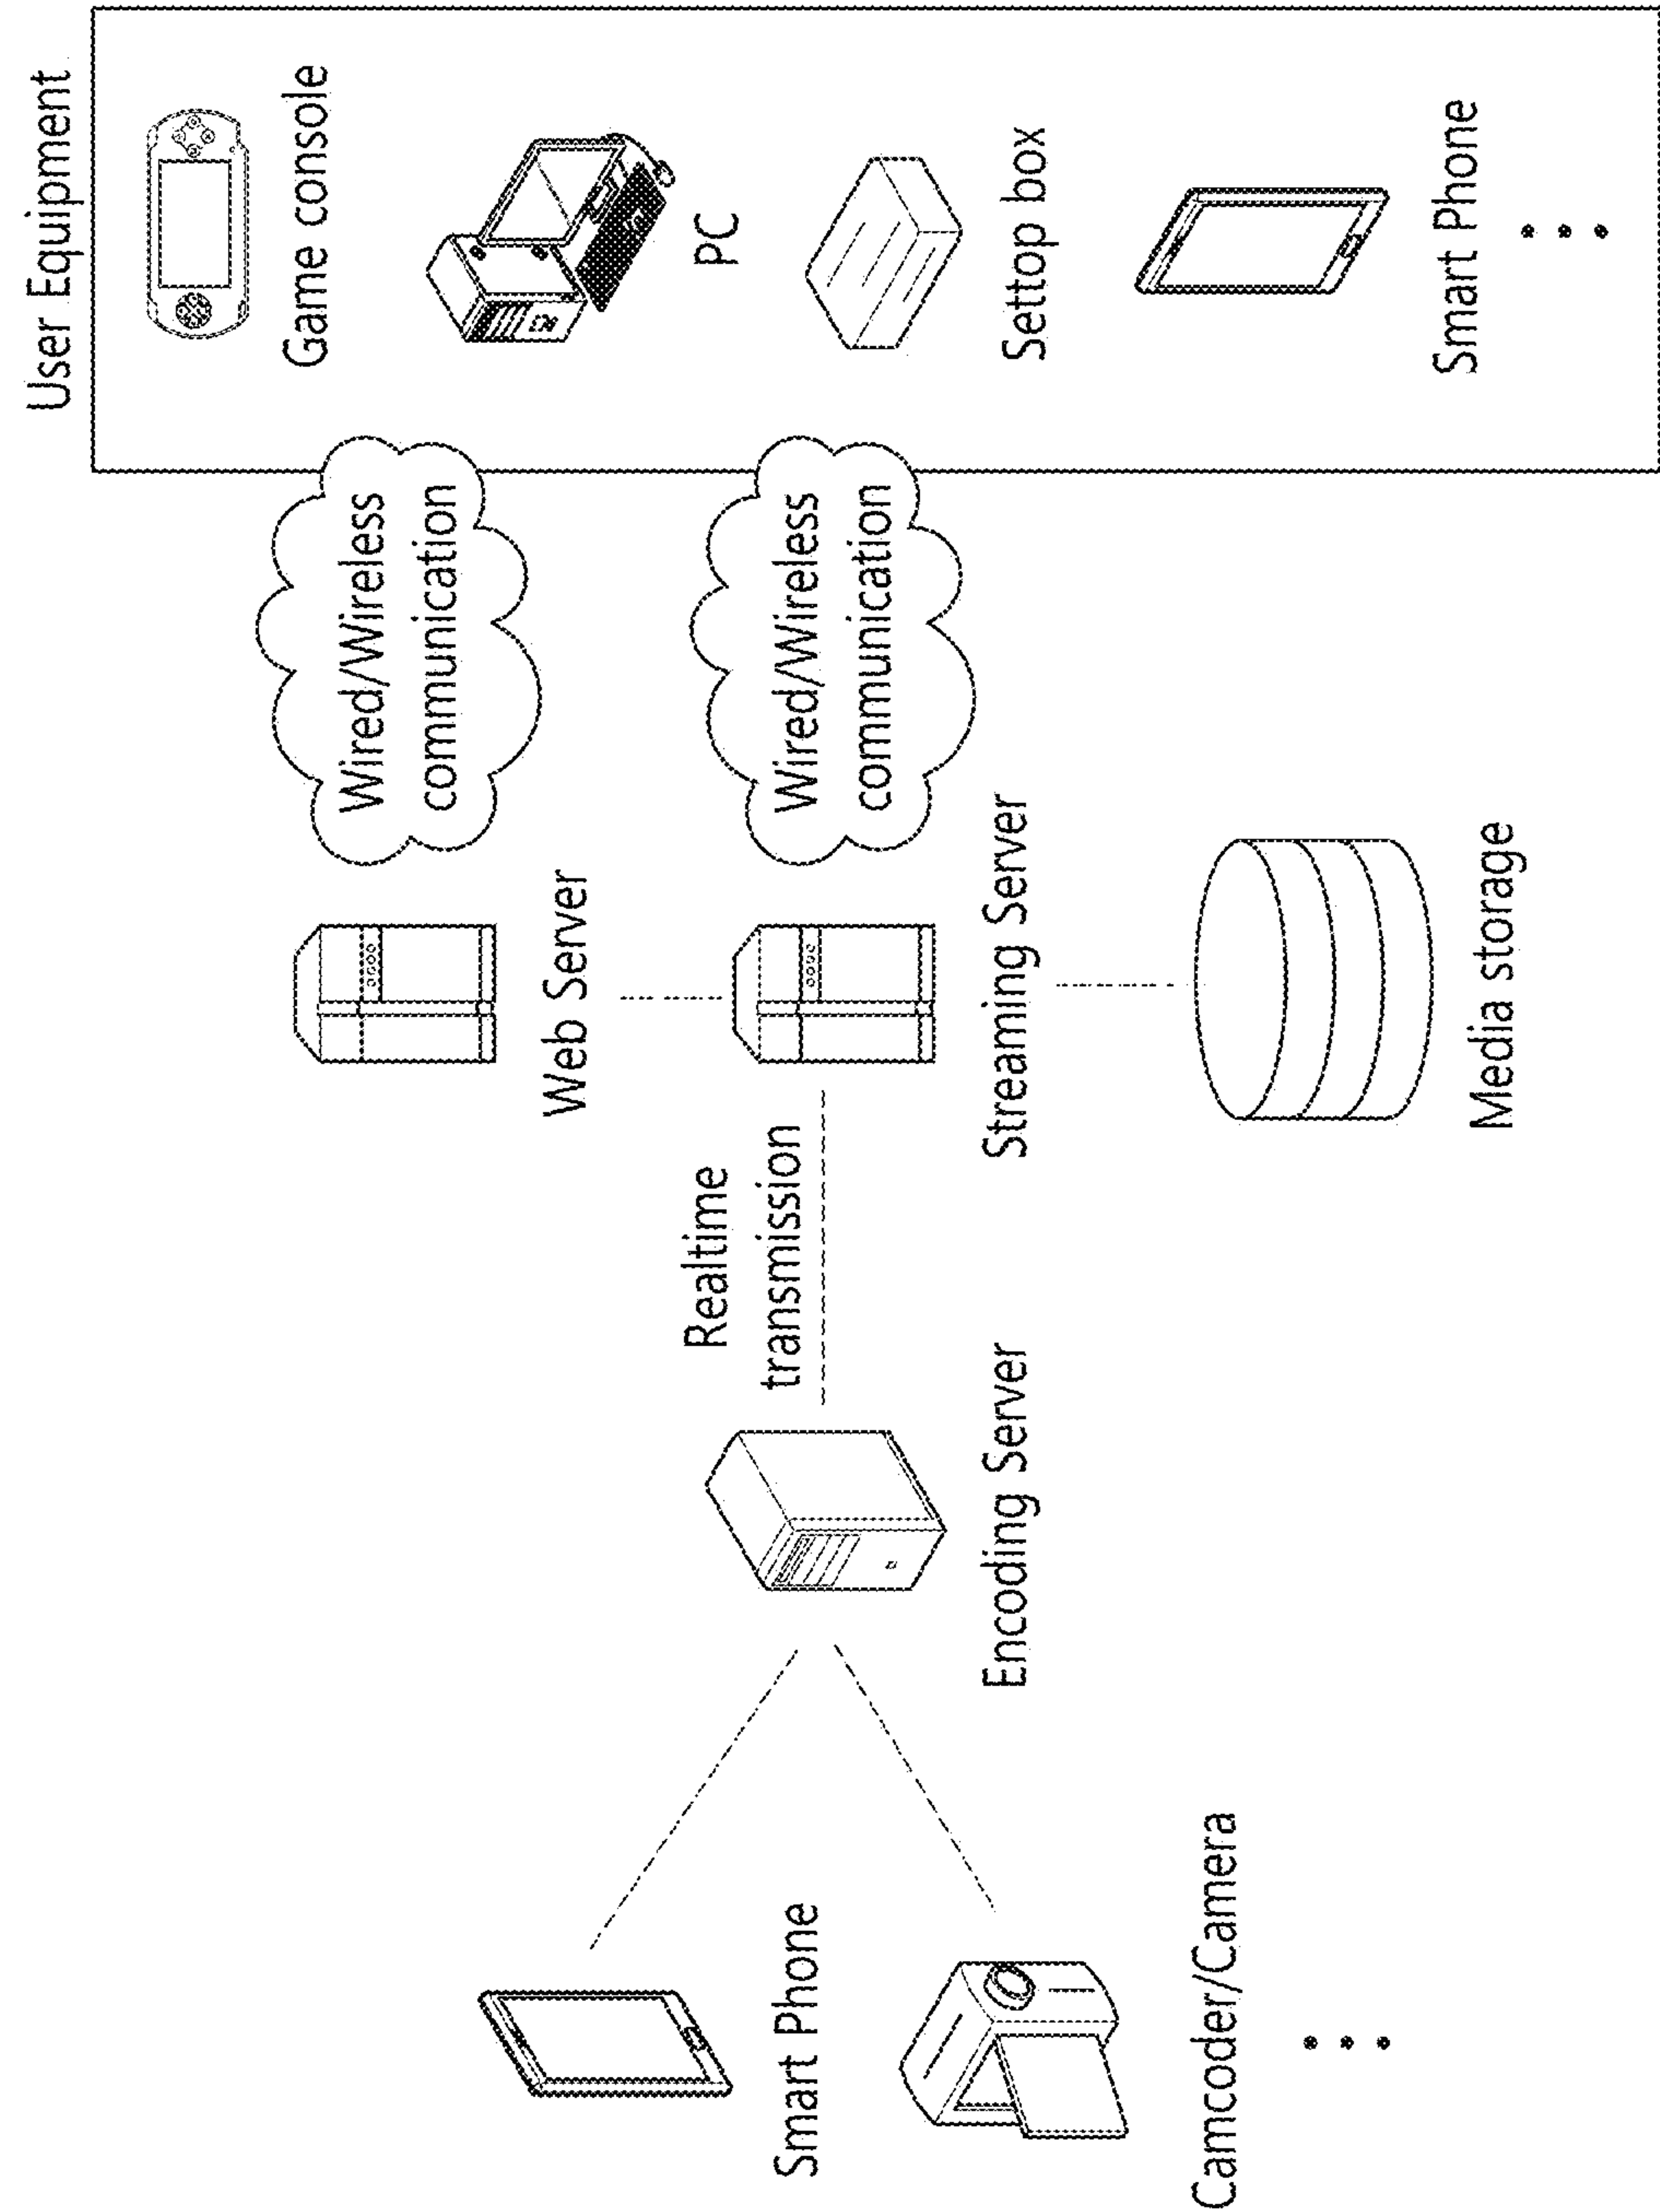 User Equipment
Game console
PC
Settop box
Smart Phone
Wired/Wireless
communication
Wired/Wireless
communication
Web Server
Streaming Server
Media storage
Realtime
transmission
Encoding Server
Smart Phone
Camcoder/Camera